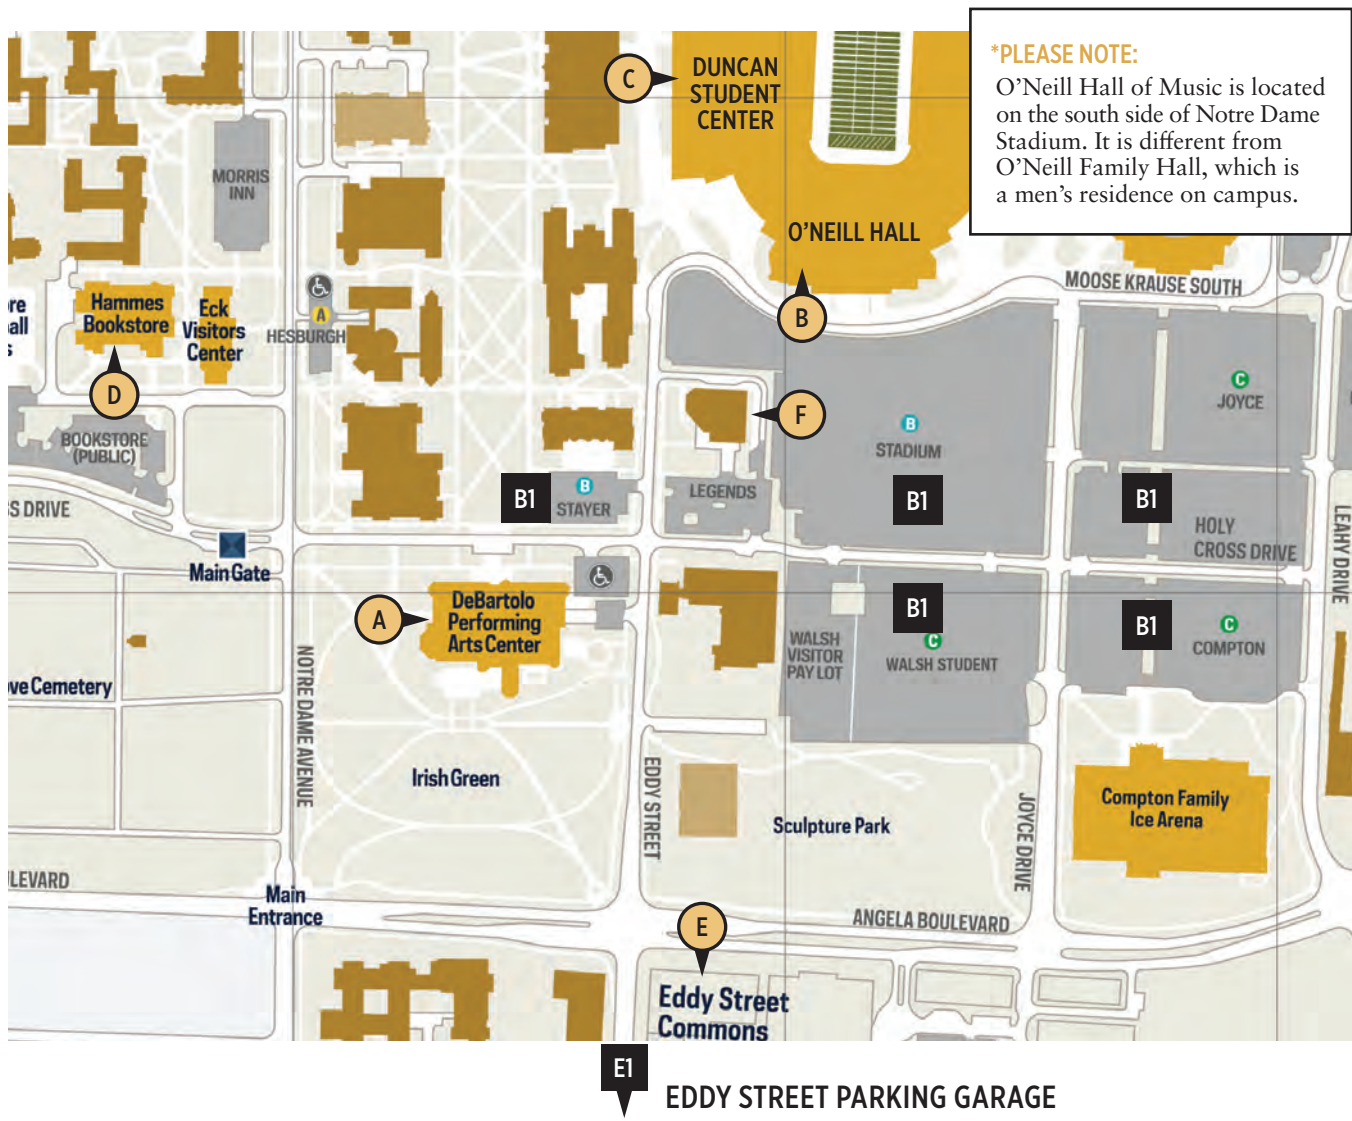 *PLEASE NOTE:
O'Neill Hall of Music is located
on the south side of Notre Dame
Stadium. It is different from
O'Neill Family Hall, which is
a men's residence on campus.
C
DUNCAN
STUDENT
CENTER
MORRIS
INN
O'NEILL HALL
MOOSE KRAUSE SOUTH
B
re
all
s
Hammes
Bookstore
Eck
Visitors
Center
A
HESBURGH
D
F
C
JOYCE
BOOKSTORE
(PUBLIC)
B
STADIUM
B1
B
STAYER
LEGENDS
B1
B1
SS DRIVE
HOLY
CROSS DRIVE
LEAHY DRIVE
Main Gate
A
DeBartolo
Performing
Arts Center
B1
B1
WALSH
VISITOR
PAY LOT
C
WALSH STUDENT
C
COMPTON
ove Cemetery
NOTRE DAME AVENUE
Irish Green
EDDY STREET
Sculpture Park
JOYCE DRIVE
Compton Family
Ice Arena
ULEVARD
Main
Entrance
E
ANGELA BOULEVARD
Eddy Street
Commons
E1
EDDY STREET PARKING GARAGE